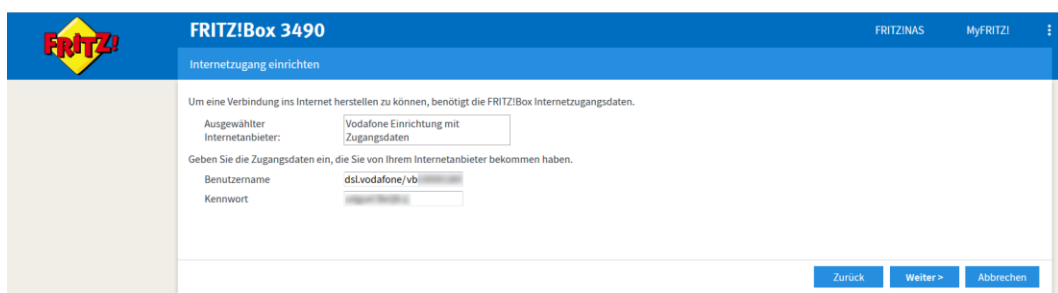 FRITZ!
FRITZ!Box 3490
FRITZ!NAS
MyFRITZ!
Internetzugang einrichten
Um eine Verbindung ins Internet herstellen zu können, benötigt die FRITZ!Box Internetzugangsdaten.
Ausgewählter
Internetanbieter:
Vodafone Einrichtung mit
Zugangsdaten
Geben Sie die Zugangsdaten ein, die Sie von Ihrem Internetanbieter bekommen haben.
Benutzername
dsl.vodafone/vb
Kennwort
Zurück
Weiter >
Abbrechen